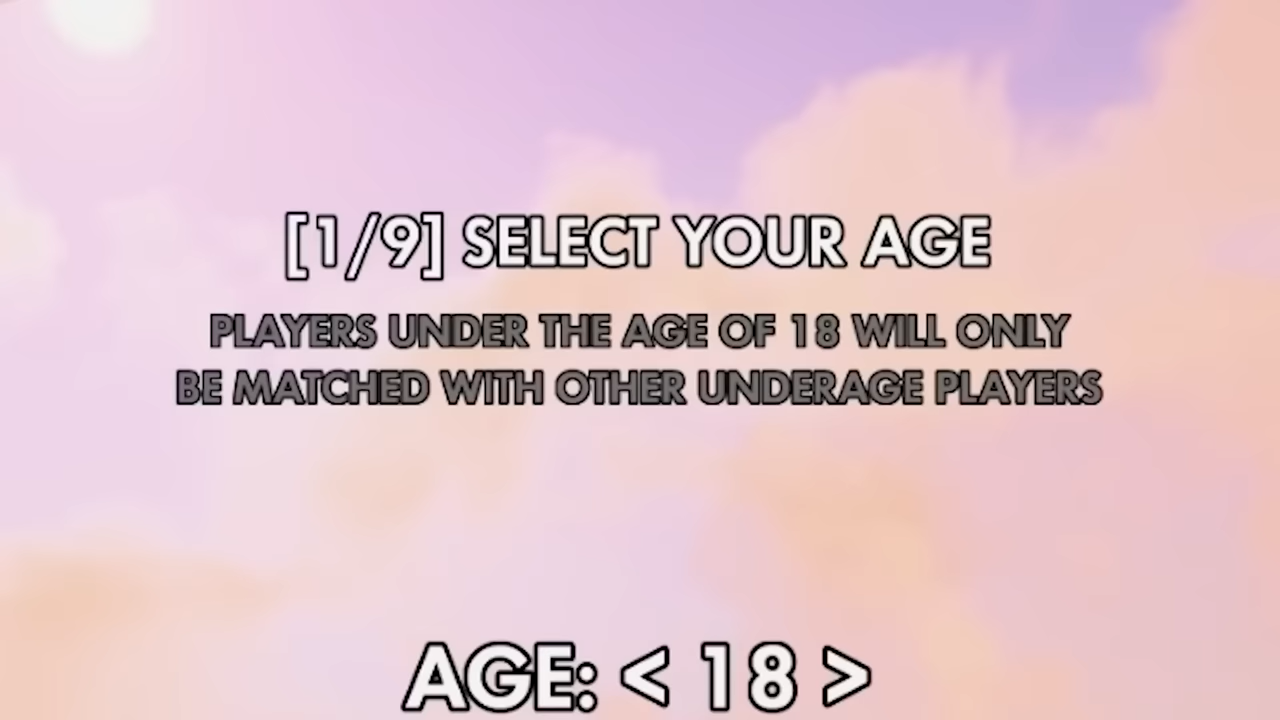 [1/9] SELECT YOUR AGE
PLAYERS UNDER THE AGE OF 18 WILL ONLY
BE MATCHED WITH OTHER UNDERAGE PLAYERS
AGE: < 18 >